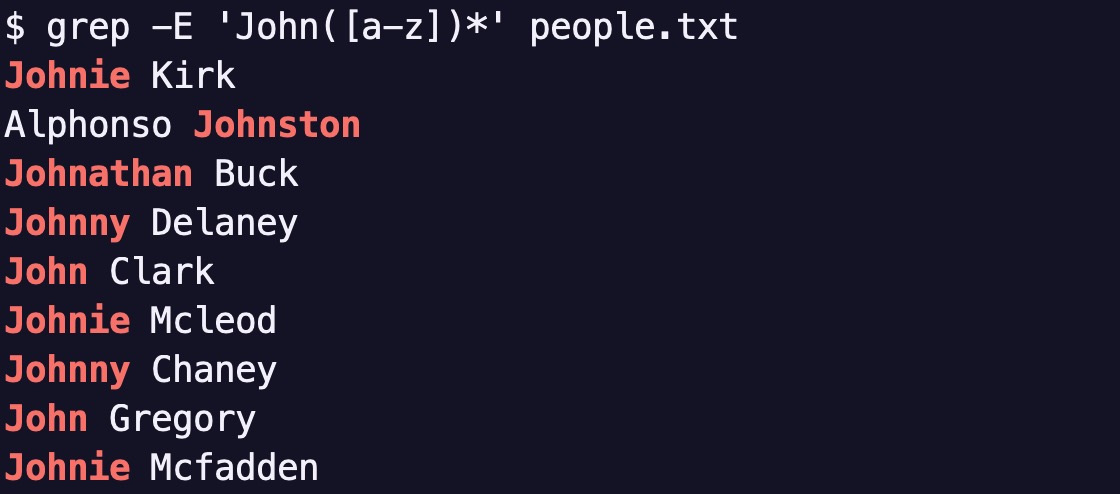 $ grep -E 'John([a-z])*' people.txt
Johnie Kirk
Alphonso Johnston
Johnathan Buck
Johnny Delaney
John Clark
Johnie Mcleod
Johnny Chaney
John Gregory
Johnie Mcfadden